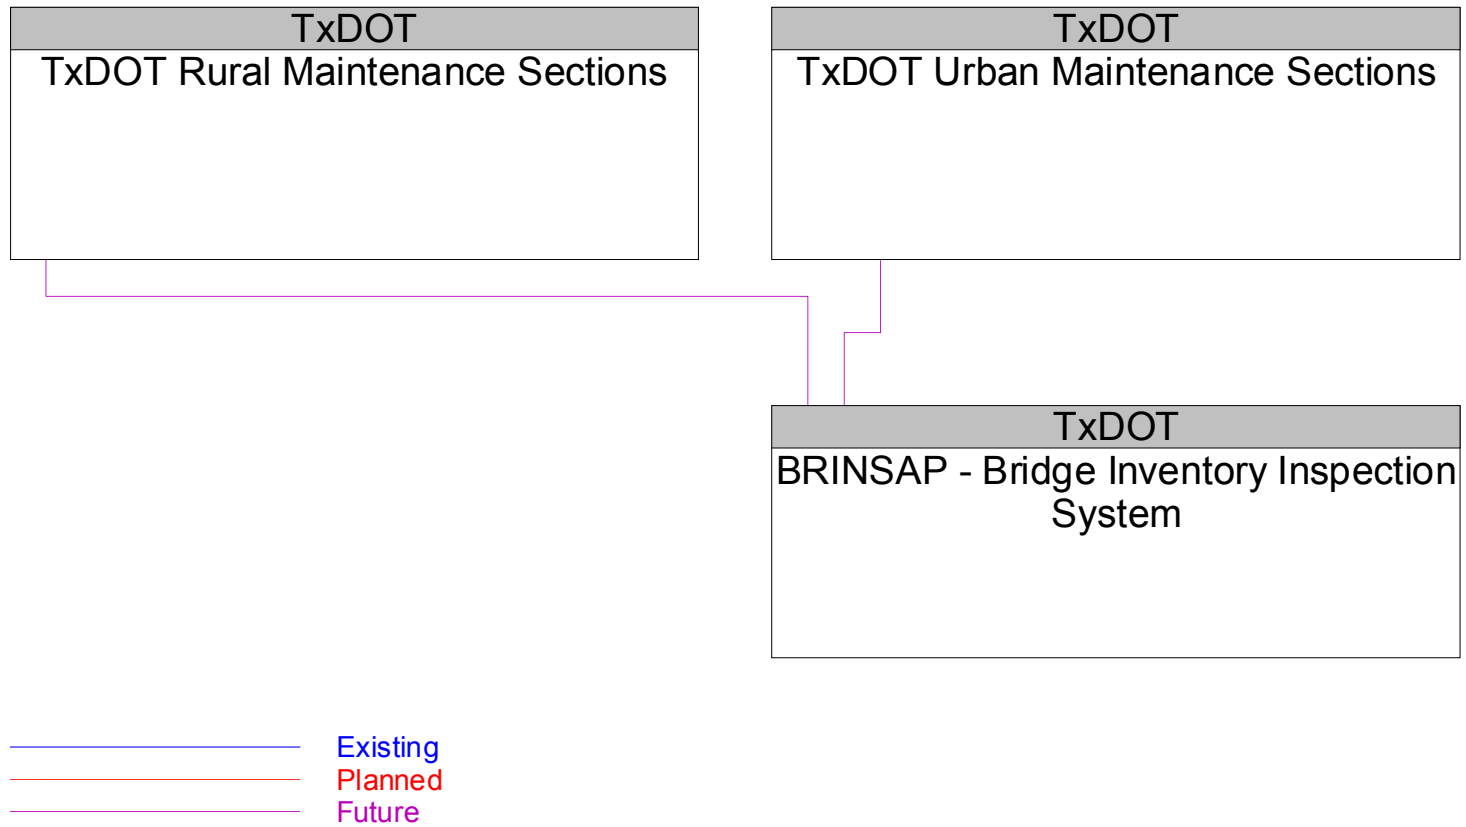 TxDOT
TxDOT Rural Maintenance Sections
TxDOT
TxDOT Urban Maintenance Sections
TxDOT
BRINSAP - Bridge Inventory Inspection
System
Existing
Planned
Future